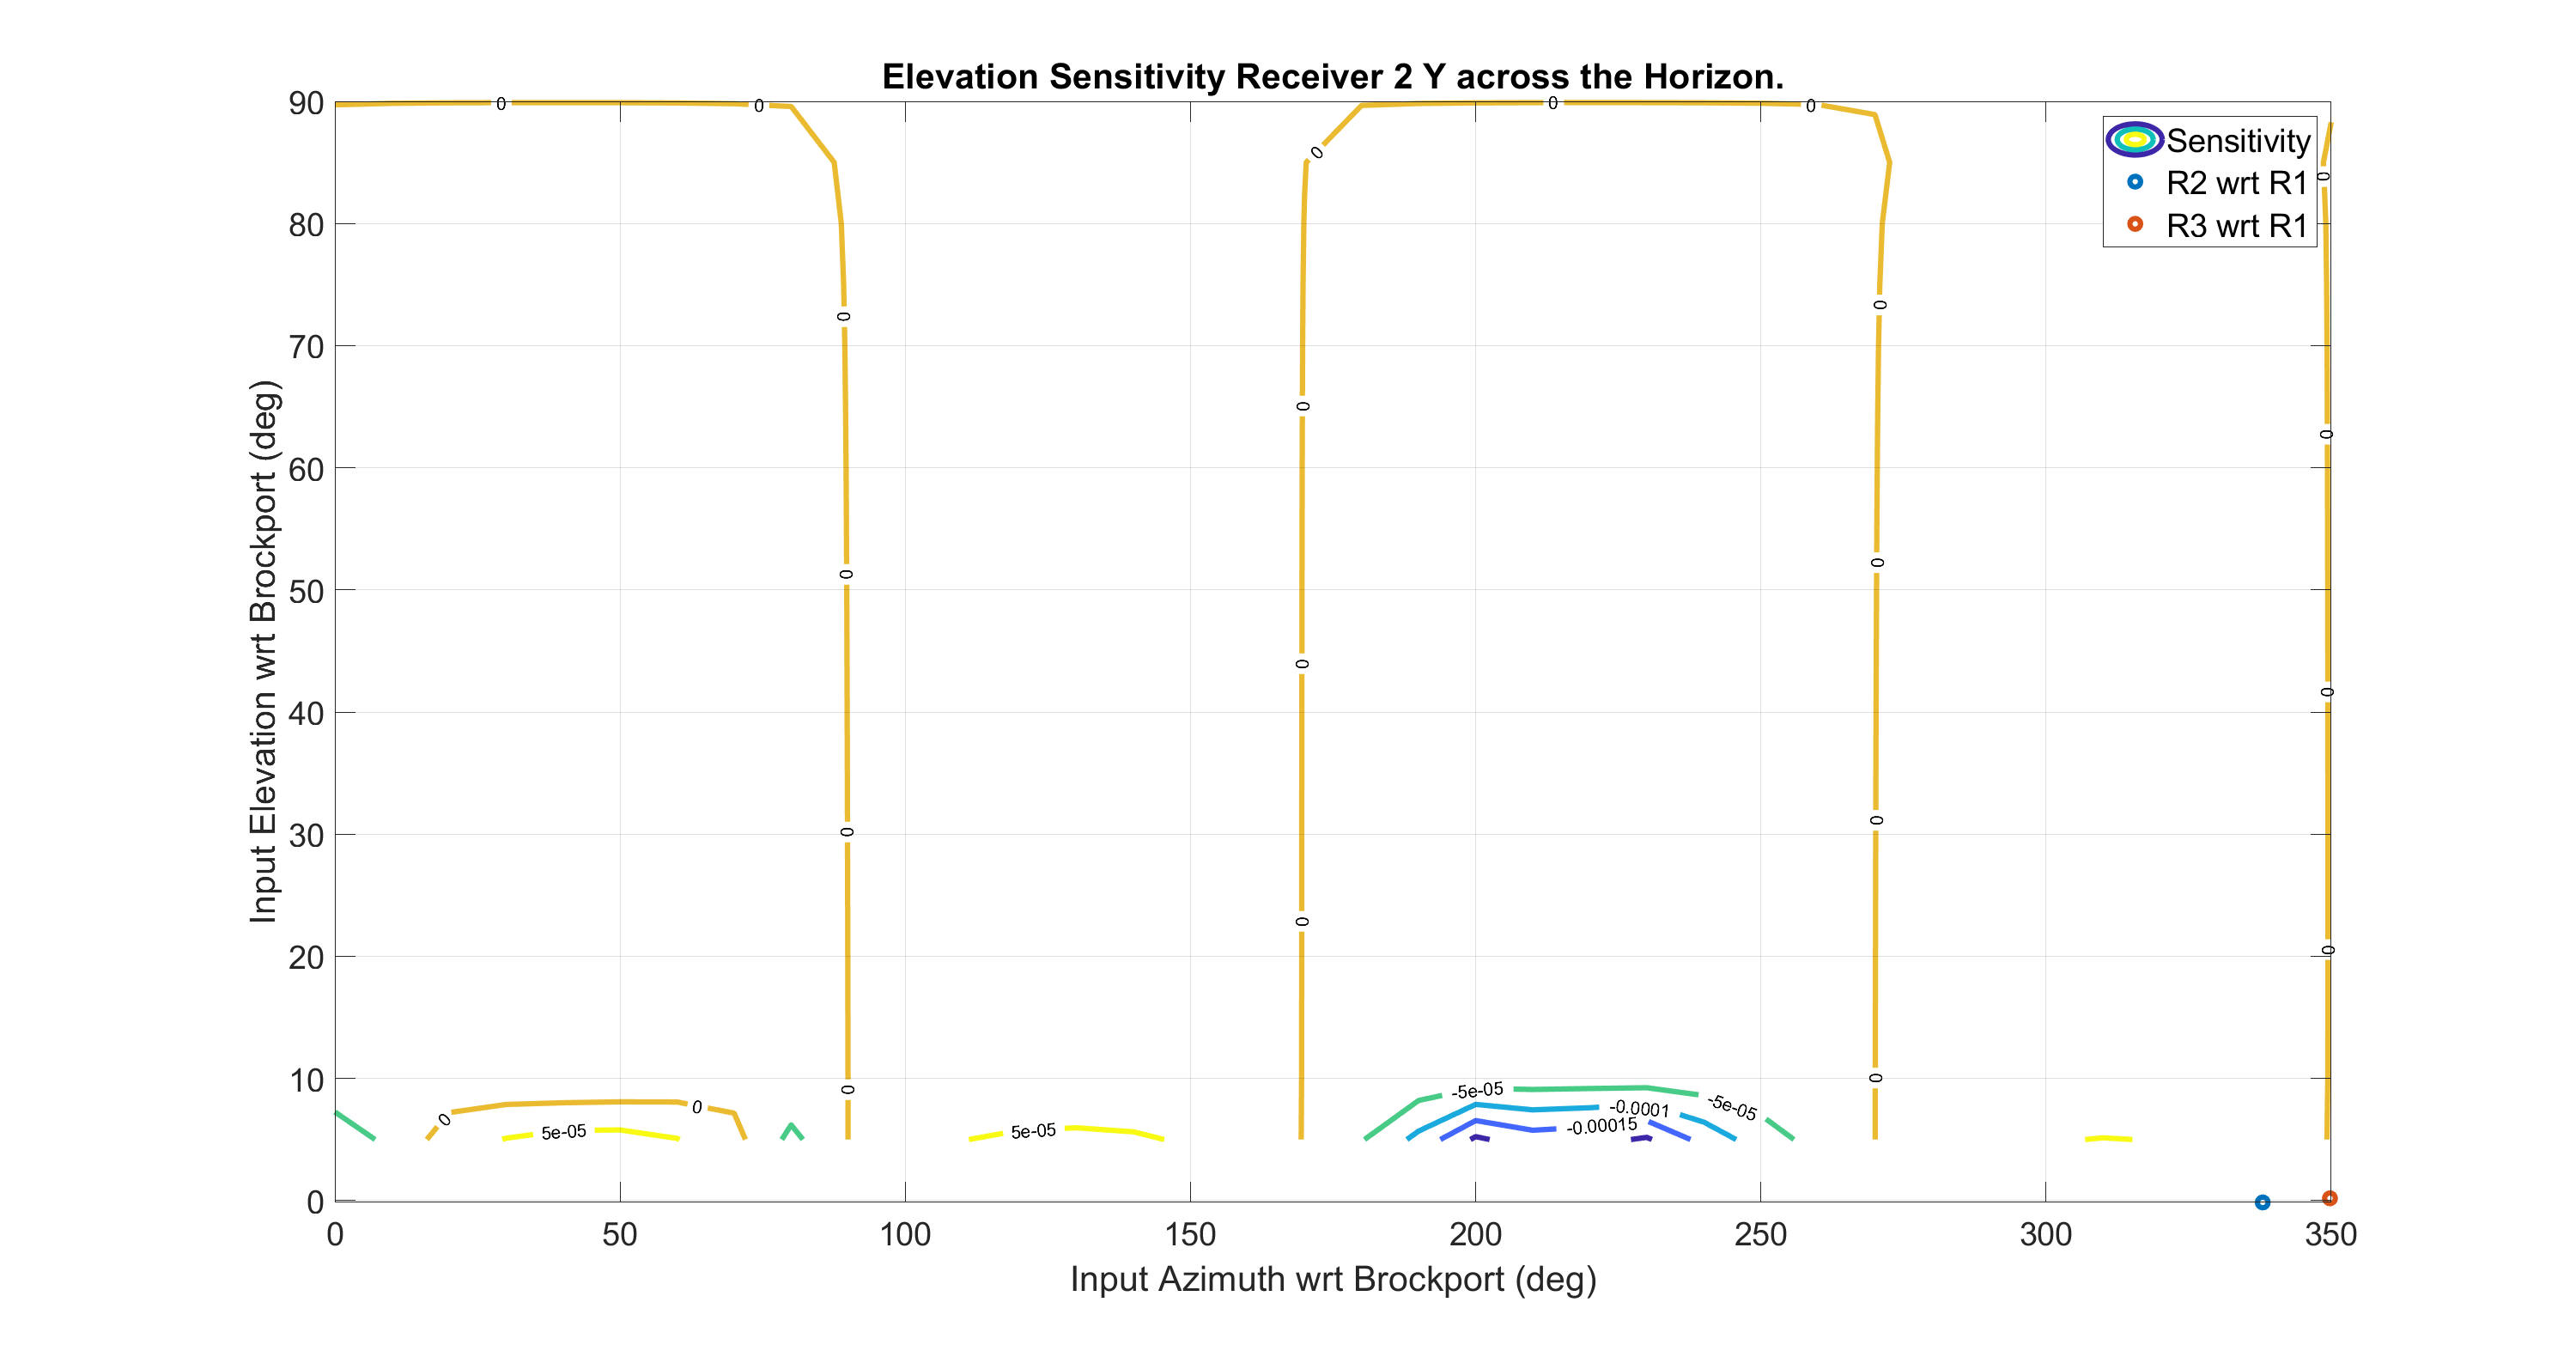 Elevation Sensitivity Receiver 2 Y across the Horizon.
Sensitivity
R2 wrt R1
R3 wrt R1
Input Elevation wrt Brockport (deg)
90
80
70
60
50
40
30
20
10
0
0 0 0 0
0
0
0 0
0
0 0
0 0
0
0
0 0
0
0
0 0
0 0
0 0
5e-05 5e-05
-5e-05 -0.0001 -5e-05
-0.00015
0 50 100 150 200 250 300 350
Input Azimuth wrt Brockport (deg)